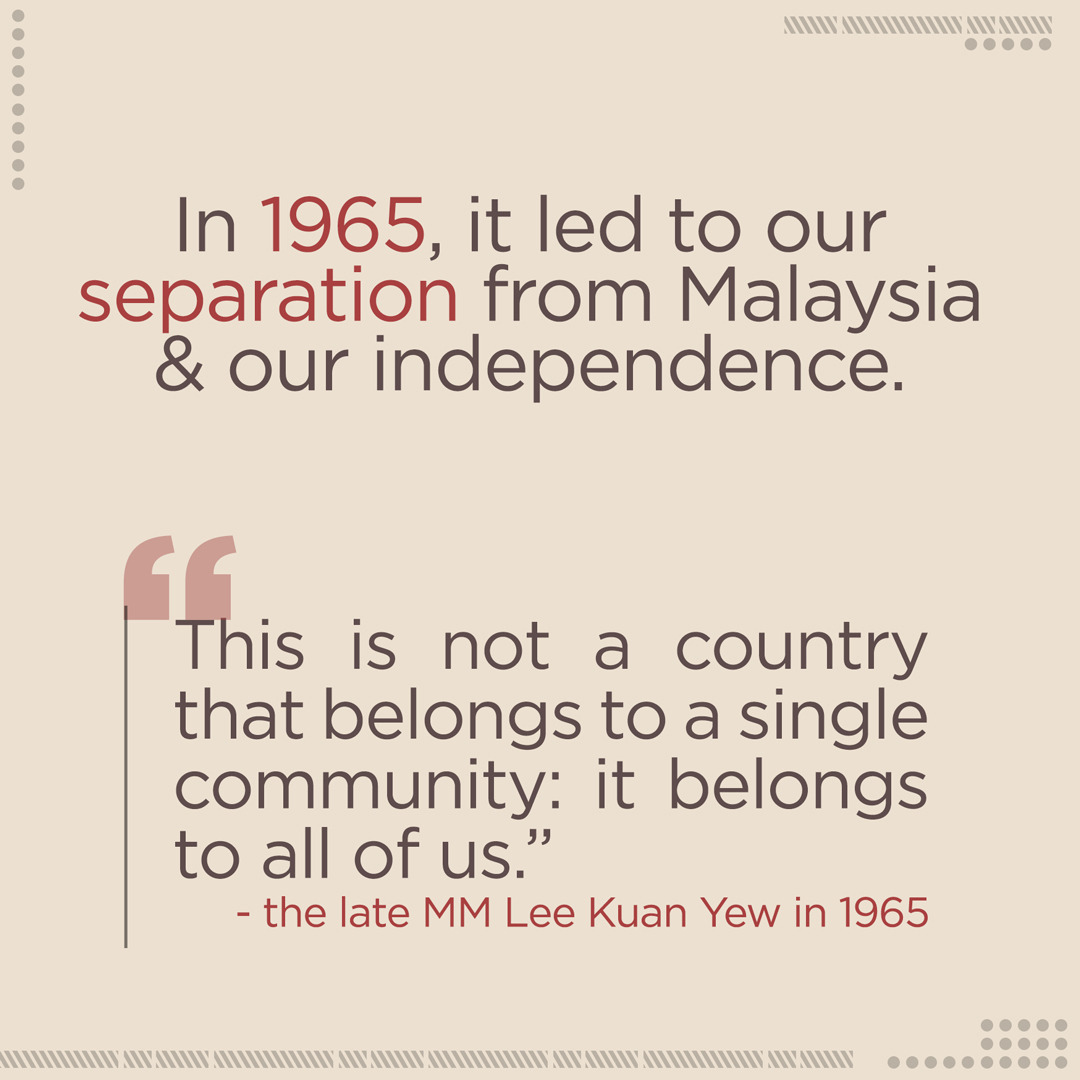 In 1965, it led to our
separation from Malaysia
& our independence.
“
This is not a country
that belongs to a single
community: it belongs
to all of us.”
- the late MM Lee Kuan Yew in 1965